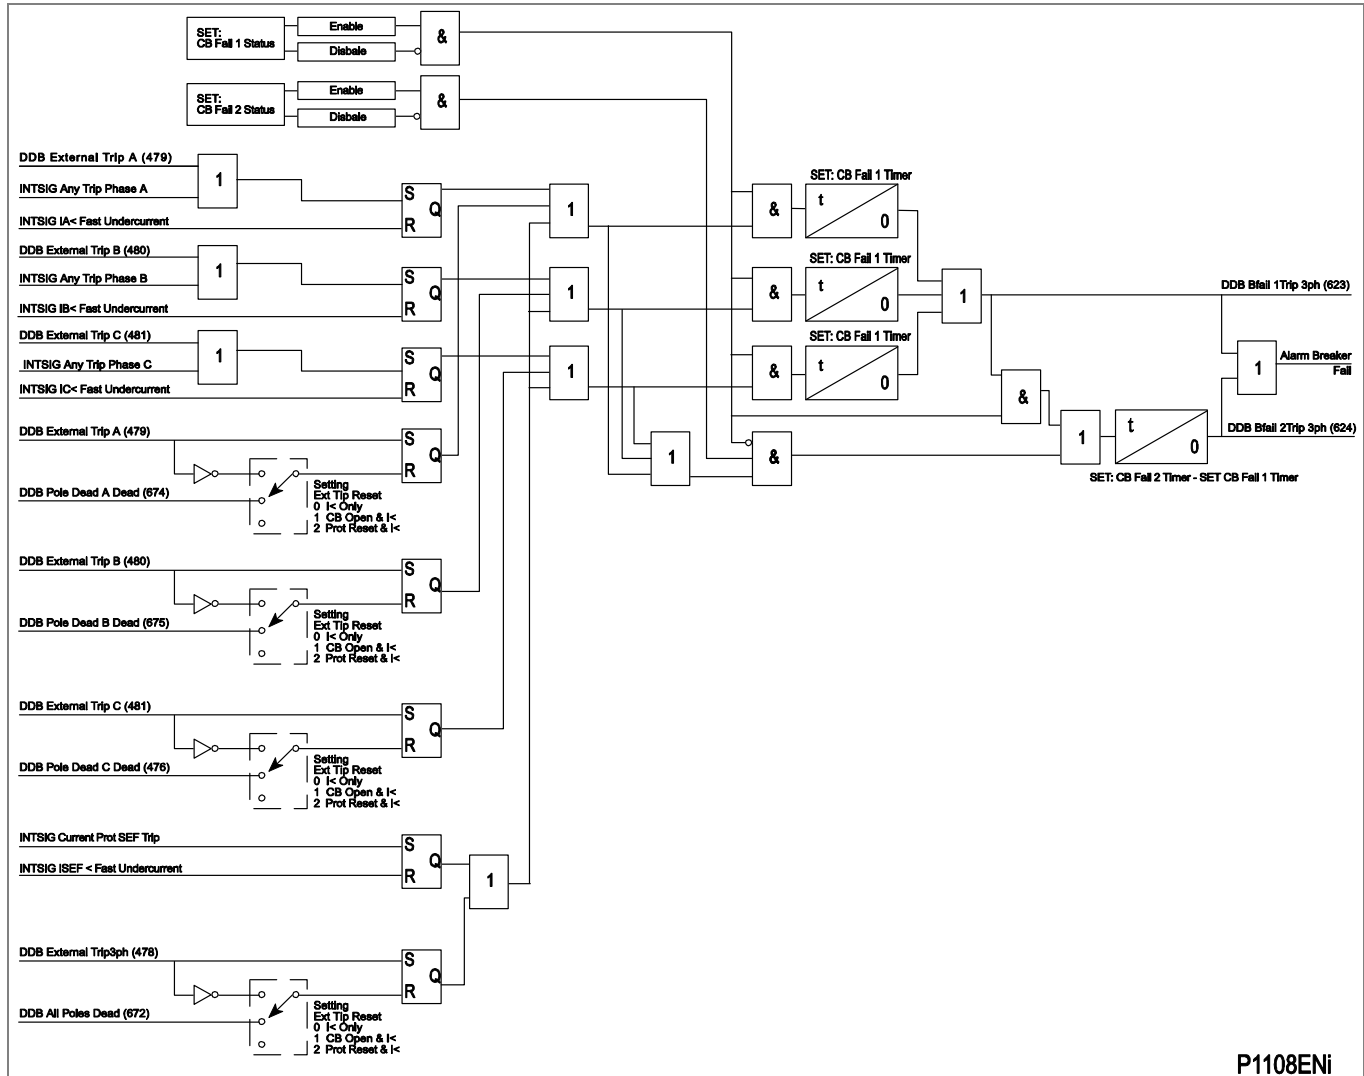 SET:
CB Fail 1 Status
Enable
Disbale
&
SET:
CB Fail 2 Status
Enable
Disbale
&
DDB External Trip A (479)
INTSIG Any Trip Phase A
1
INTSIG IA< Fast Undercurrent
S
Q
R
1
&
SET: CB Fail 1 Timer
t
0
DDB External Trip B (480)
INTSIG Any Trip Phase B
1
INTSIG IB< Fast Undercurrent
S
Q
R
1
&
SET: CB Fail 1 Timer
t
0
1
DDB Bfail 1Trip 3ph (623)
DDB External Trip C (481)
INTSIG Any Trip Phase C
1
INTSIG IC< Fast Undercurrent
S
Q
R
1
&
SET: CB Fail 1 Timer
t
0
&
1
Alarm Breaker
Fail
DDB External Trip A (479)
DDB Pole Dead A Dead (674)
S
Q
R
Setting
Ext Tip Reset
0 I< Only
1 CB Open & I<
2 Prot Reset & I<
1
&
1
t
0
DDB Bfail 2Trip 3ph (624)
SET: CB Fail 2 Timer - SET CB Fail 1 Timer
DDB External Trip B (480)
DDB Pole Dead B Dead (675)
S
Q
R
Setting
Ext Tip Reset
0 I< Only
1 CB Open & I<
2 Prot Reset & I<
DDB External Trip C (481)
DDB Pole Dead C Dead (476)
S
Q
R
Setting
Ext Tip Reset
0 I< Only
1 CB Open & I<
2 Prot Reset & I<
INTSIG Current Prot SEF Trip
INTSIG ISEF < Fast Undercurrent
S
Q
R
1
DDB External Trip3ph (478)
DDB All Poles Dead (672)
S
Q
R
Setting
Ext Tip Reset
0 I< Only
1 CB Open & I<
2 Prot Reset & I<
P1108ENi